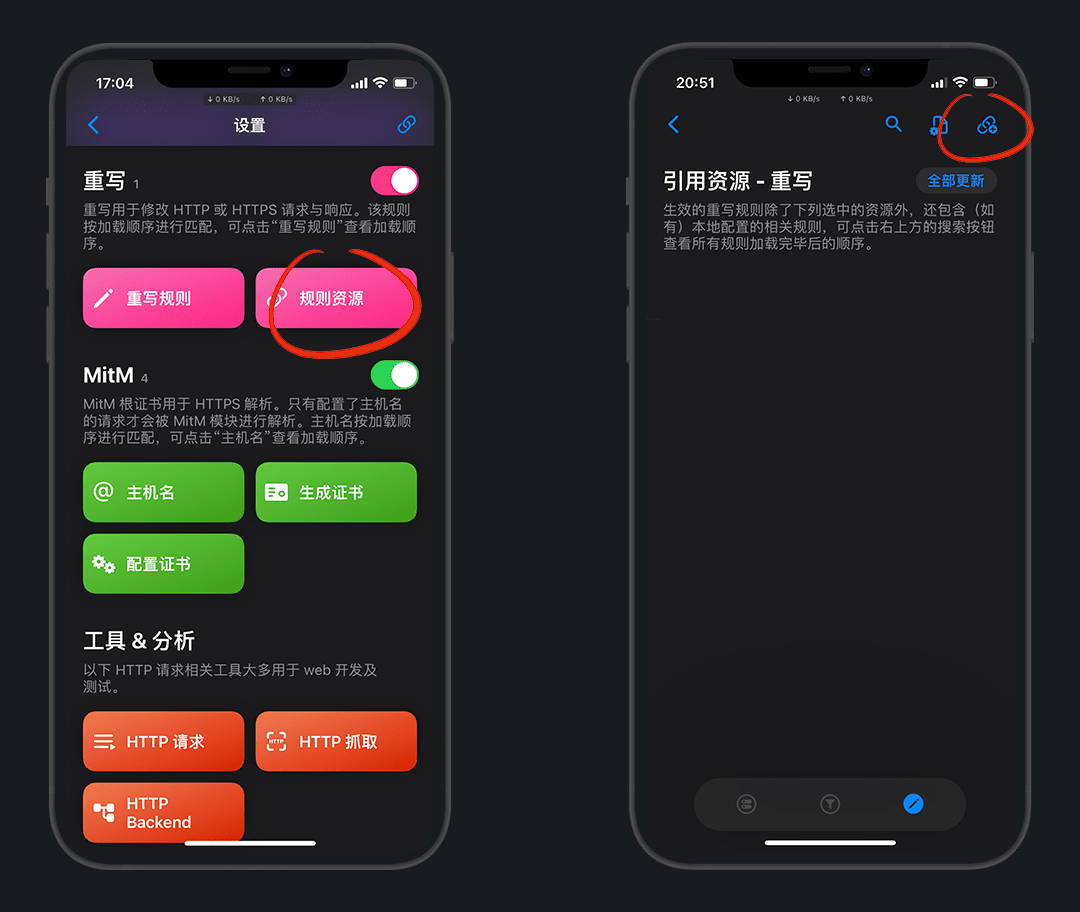 17:04
↓ 0 KB/s ↑ 0 KB/s
设置
重写 1
重写用于修改 HTTP 或 HTTPS 请求与响应。该规则
按加载顺序进行匹配，可点击“重写规则”查看加载顺
序。
重写规则
规则资源
MitM 4
MitM 根证书用于 HTTPS 解析。只有配置了主机名
的请求才会被 MitM 模块进行解析。主机名按加载顺
序进行匹配，可点击“主机名”查看加载顺序。
@ 主机名
生成证书
配置证书
工具 & 分析
以下 HTTP 请求相关工具大多用于 web 开发及
测试。
HTTP 请求
HTTP HTTP 抓取
HTTP
Backend
20:51
↓ 0 KB/s ↑ 0 KB/s
引用资源 - 重写
全部更新
生效的重写规则除了下列选中的资源外，还包含（如
有）本地配置的相关规则，可点击右上方的搜索按钮
查看所有规则加载完毕后的顺序。